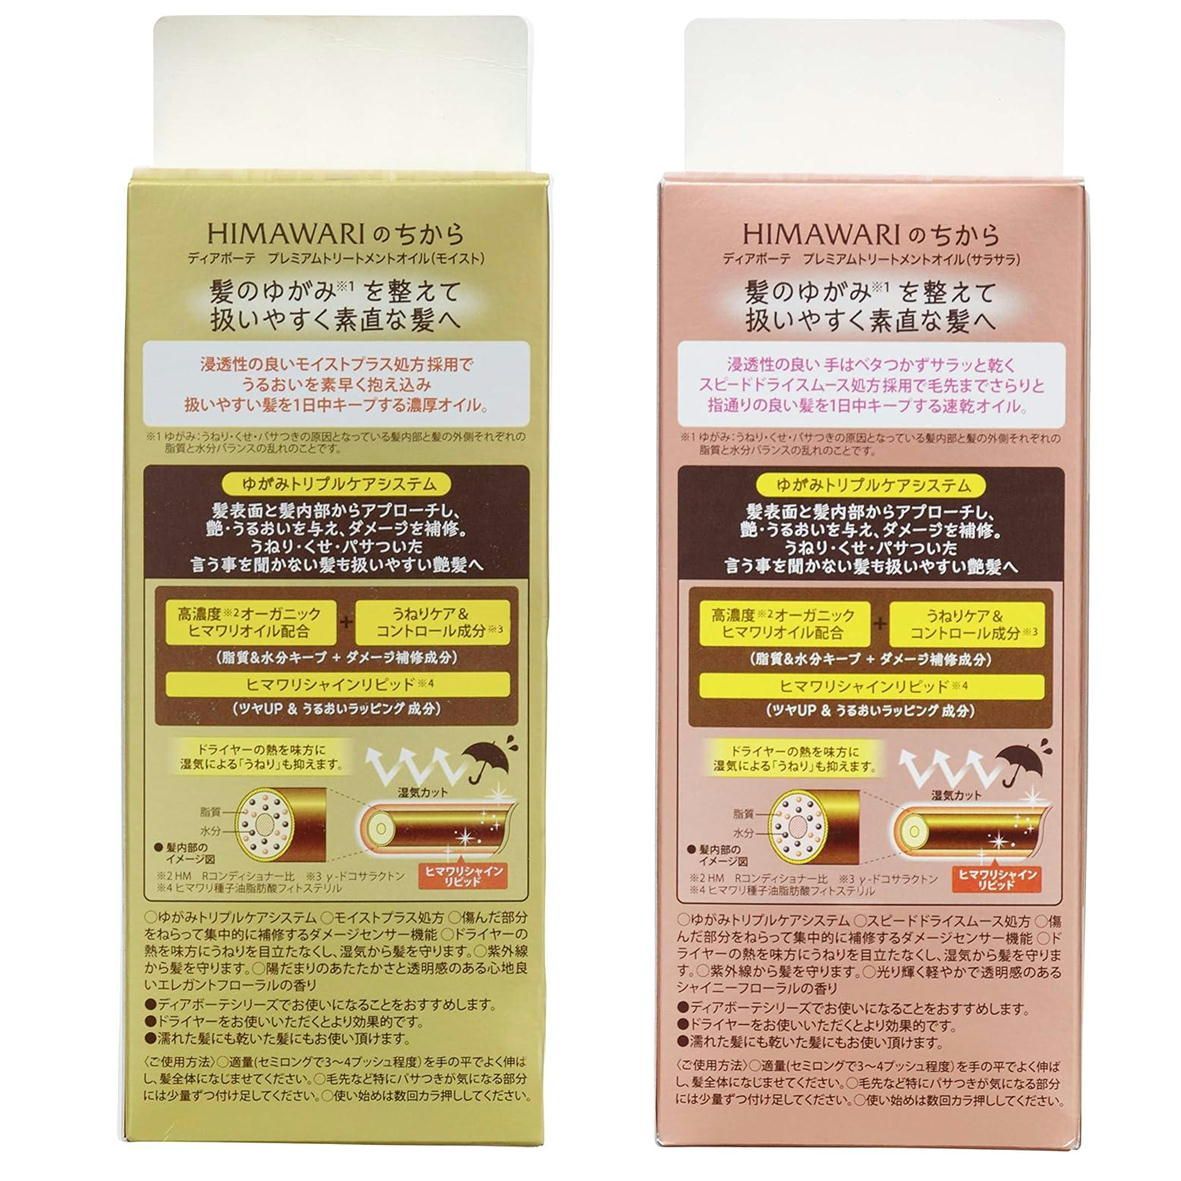 HIMAWARIのちから
ディアボーテ プレミアムトリートメントオイル(モイスト)
髪のゆがみ※1を整えて
扱いやすく素直な髪へ
浸透性の良いモイストプラス処方採用で
うるおいを素早く抱え込み
扱いやすい髪を1日中キープする濃厚オイル。
※1 ゆがみ:うねり・くせ・パサつきの原因となっている髪内部と髪の外側それぞれの
脂質と水分バランスの乱れのことです。
ゆがみトリプルケアシステム
髪表面と髪内部からアプローチし、
艶・うるおいを与え、ダメージを補修。
うねり・くせ・パサついた
言う事を聞かない髪も扱いやすい艶髪へ
高濃度※2オーガニック
ヒマワリオイル配合
+
うねりケア&
コントロール成分※3
(脂質&水分キープ + ダメージ補修成分)
ヒマワリシャインリピッド※4
(ツヤUP & うるおいラッピング成分)
ドライヤーの熱を味方に
湿気による「うねり」も抑えます。
湿気カット
脂質
水分
●髪内部の
イメージ図
ヒマワリシャイン
リピッド
※2 HM Rコンディショナー比 ※3 γ-ドコサラクトン
※4 ヒマワリ種子油脂肪酸フィトステリル
○ゆがみトリプルケアシステム ○モイストプラス処方 ○傷んだ部分
をねらって集中的に補修するダメージセンサー機能 ○ドライヤーの
熱を味方にうねりを目立たなくし、湿気から髪を守ります。○紫外線
から髪を守ります。○陽だまりのあたたかさと透明感のある心地良
いエレガントフローラルの香り
●ディアボーテシリーズでお使いになることをおすすめします。
●ドライヤーをお使いいただくとより効果的です。
●濡れた髪にも乾いた髪にもお使い頂けます。
〈ご使用方法〉○適量(セミロングで3〜4プッシュ程度)を手の平でよく伸ば
し、髪全体になじませてください。○毛先など特にパサつきが気になる部分
には少量ずつ付け足してください。○使い始めは数回カラ押ししてください。
HIMAWARIのちから
ディアボーテ プレミアムトリートメントオイル(サラサラ)
髪のゆがみ※1を整えて
扱いやすく素直な髪へ
浸透性の良い 手はベタつかずサラッと乾く
スピードドライスムース処方採用で毛先までさらりと
指通りの良い髪を1日中キープする速乾オイル。
※1 ゆがみ:うねり・くせ・パサつきの原因となっている髪内部と髪の外側それぞれの
脂質と水分バランスの乱れのことです。
ゆがみトリプルケアシステム
髪表面と髪内部からアプローチし、
艶・うるおいを与え、ダメージを補修。
うねり・くせ・パサついた
言う事を聞かない髪も扱いやすい艶髪へ
高濃度※2オーガニック
ヒマワリオイル配合
+
うねりケア&
コントロール成分※3
(脂質&水分キープ + ダメージ補修成分)
ヒマワリシャインリピッド※4
(ツヤUP & うるおいラッピング成分)
ドライヤーの熱を味方に
湿気による「うねり」も抑えます。
湿気カット
脂質
水分
●髪内部の
イメージ図
ヒマワリシャイン
リピッド
※2 HM Rコンディショナー比 ※3 γ-ドコサラクトン
※4 ヒマワリ種子油脂肪酸フィトステリル
○ゆがみトリプルケアシステム ○スピードドライスムース処方 ○傷
んだ部分をねらって集中的に補修するダメージセンサー機能 ○ド
ライヤーの熱を味方にうねりを目立たなくし、湿気から髪を守りま
す。○紫外線から髪を守ります。○光り輝く軽やかで透明感のある
シャイニーフローラルの香り
●ディアボーテシリーズでお使いになることをおすすめします。
●ドライヤーをお使いいただくとより効果的です。
●濡れた髪にも乾いた髪にもお使い頂けます。
〈ご使用方法〉○適量(セミロングで3〜4プッシュ程度)を手の平でよく伸ば
し、髪全体になじませてください。○毛先など特にパサつきが気になる部分
には少量ずつ付け足してください。○使い始めは数回カラ押ししてください。